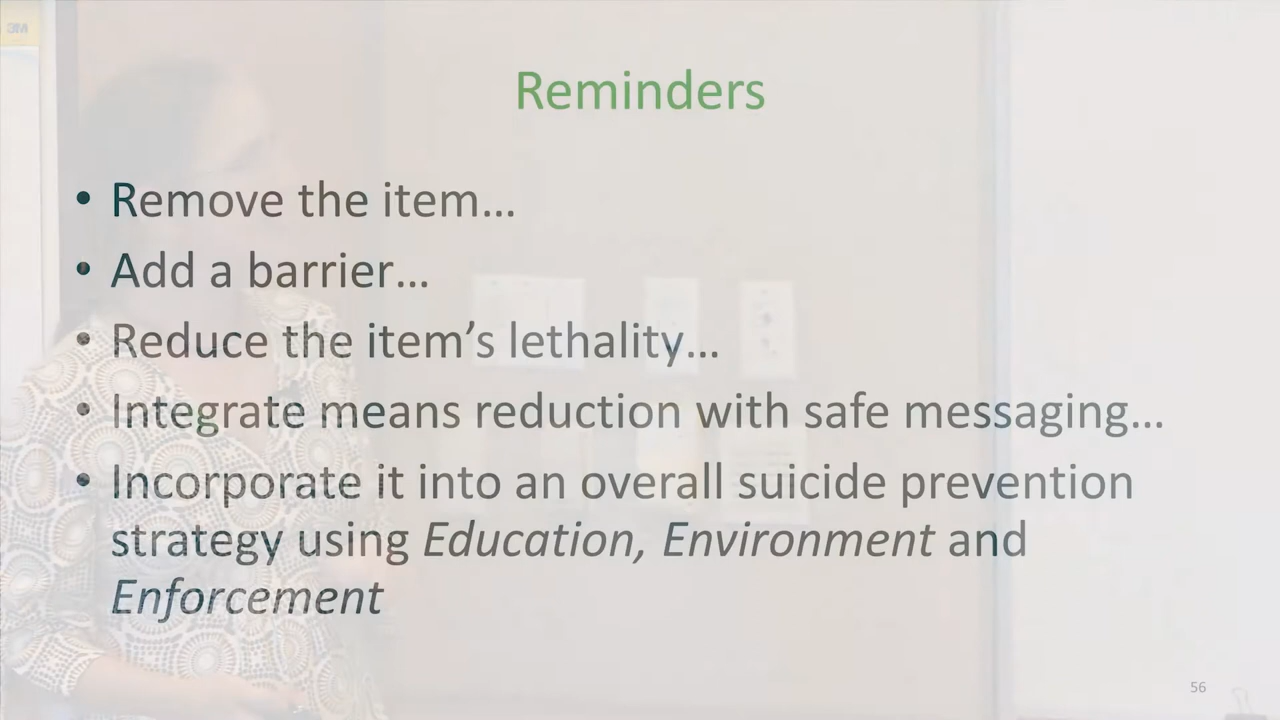 3M
Reminders
• Remove the item…
• Add a barrier…
• Reduce the item’s lethality…
• Integrate means reduction with safe messaging…
• Incorporate it into an overall suicide prevention
strategy using Education, Environment and
Enforcement
56